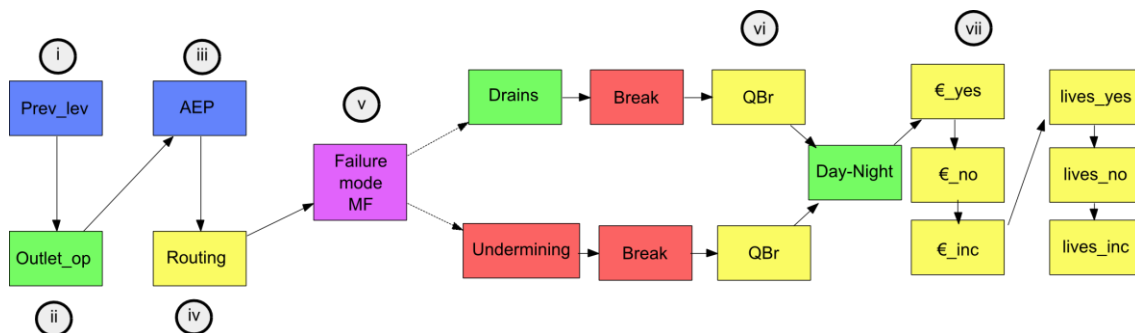 i
iii
vi
vii
v
Prev_lev
AEP
Drains
Break
QBr
€_yes
lives_yes
Failure
mode
MF
Day-Night
€_no
lives_no
Outlet_op
Routing
Undermining
Break
QBr
€_inc
lives_inc
ii
iv